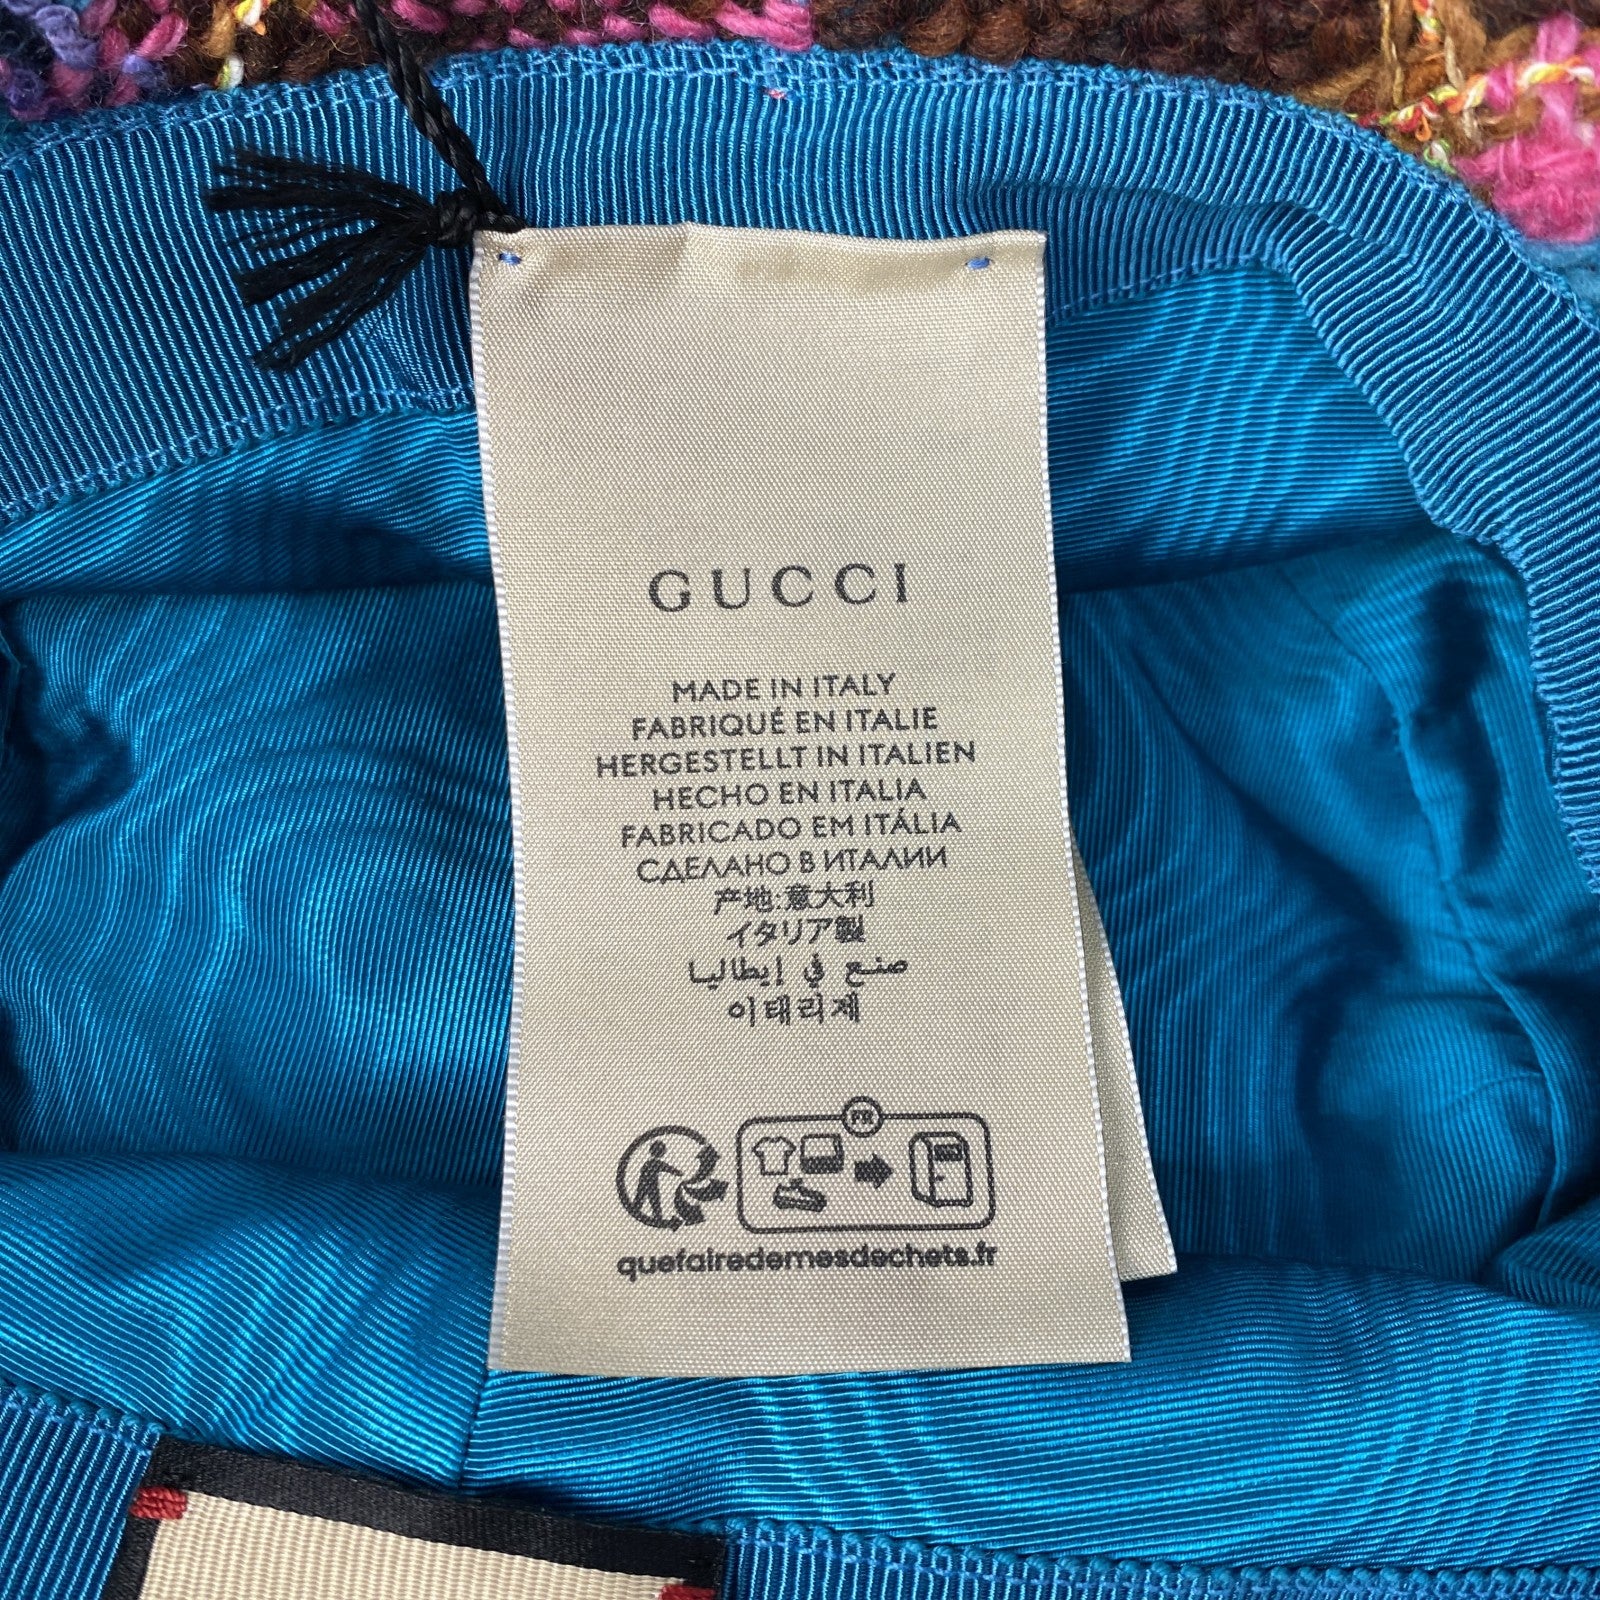 GUCCI
MADE IN ITALY
FABRIQUÉ EN ITALIE
HERGESTELLT IN ITALIEN
HECHO EN ITALIA
FABRICADO EM ITÁLIA
СДЕЛАНО В ИТАЛИИ
产地:意大利
イタリア製
صنع في إيطاليا
이태리제
FR
quefairedemesdechets.fr